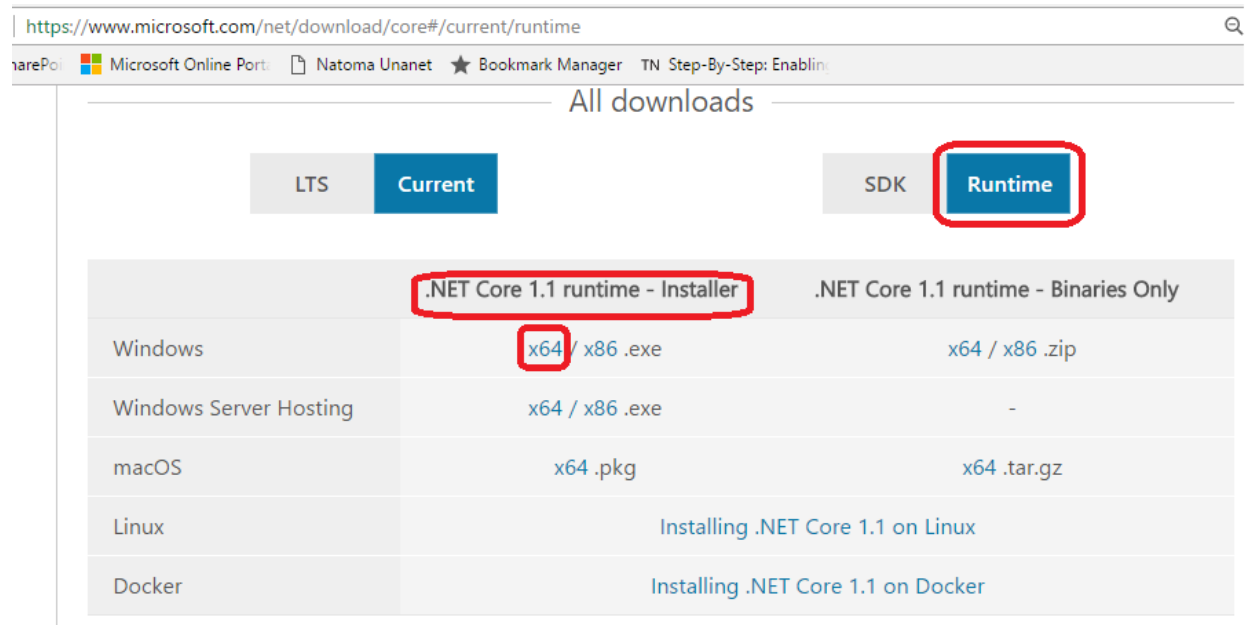 https://www.microsoft.com/net/download/core#/current/runtime
harePoi Microsoft Online Port Natoma Unanet Bookmark Manager TN Step-By-Step: Enablin
All downloads
LTS Current SDK Runtime
.NET Core 1.1 runtime - Installer .NET Core 1.1 runtime - Binaries Only
Windows x64 / x86 .exe x64 / x86 .zip
Windows Server Hosting x64 / x86 .exe -
macOS x64 .pkg x64 .tar.gz
Linux Installing .NET Core 1.1 on Linux
Docker Installing .NET Core 1.1 on Docker